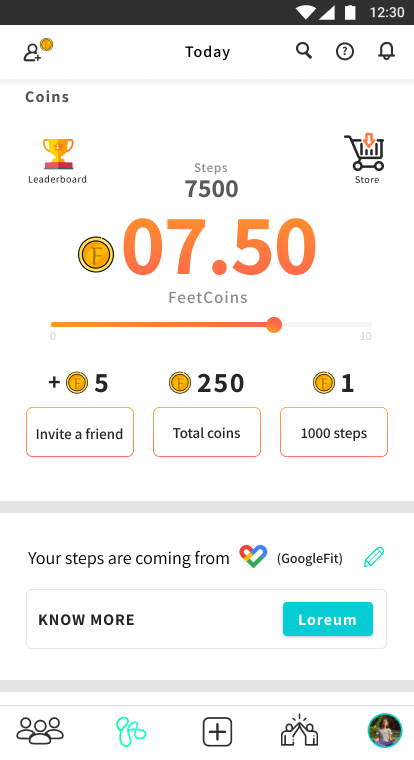 12:30
Today
?
Coins
Leaderboard
Steps
7500
Store
F 07.50
FeetCoins
0 10
+ F 5 F 250 F 1
Invite a friend Total coins 1000 steps
Your steps are coming from (GoogleFit)
KNOW MORE Loreum